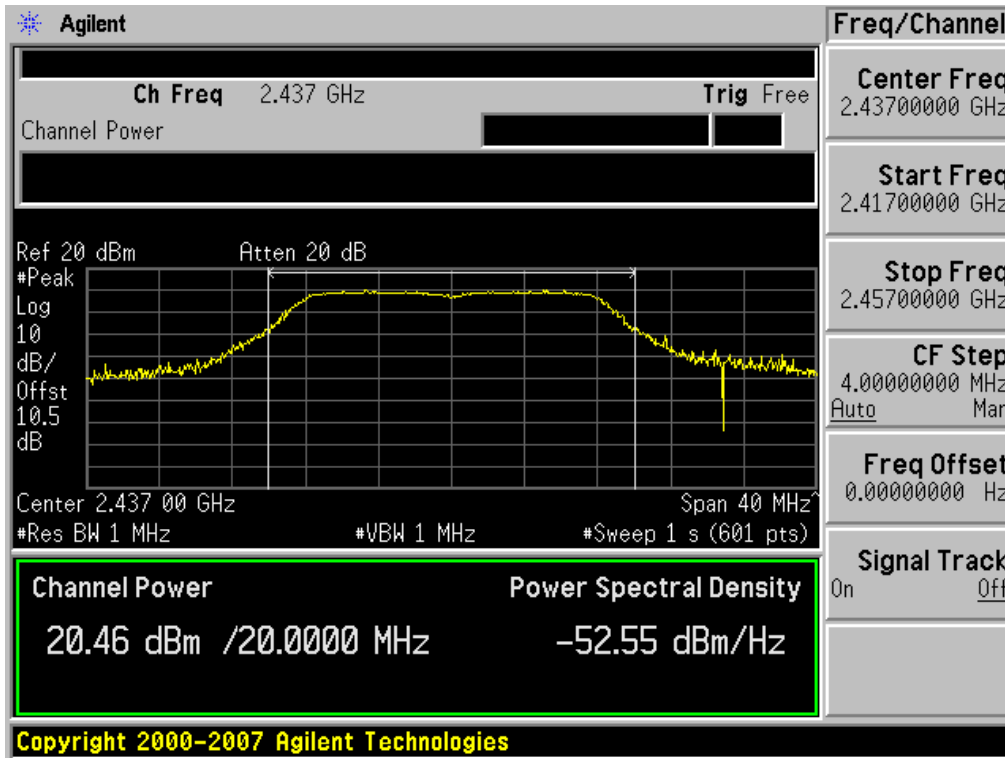 Agilent
Freq/Channel
Ch Freq 2.437 GHz Trig Free
Channel Power
Center Freq
2.43700000 GHz
Start Freq
2.41700000 GHz
Stop Freq
2.45700000 GHz
CF Step
4.00000000 MHz
Auto Man
Freq Offset
0.00000000 Hz
Signal Track
On Off
Ref 20 dBm Atten 20 dB
#Peak
Log
10
dB/
Offst
10.5
dB
Center 2.437 00 GHz Span 40 MHz^
#Res BW 1 MHz #VBW 1 MHz #Sweep 1 s (601 pts)
Channel Power Power Spectral Density
20.46 dBm /20.0000 MHz -52.55 dBm/Hz
Copyright 2000-2007 Agilent Technologies